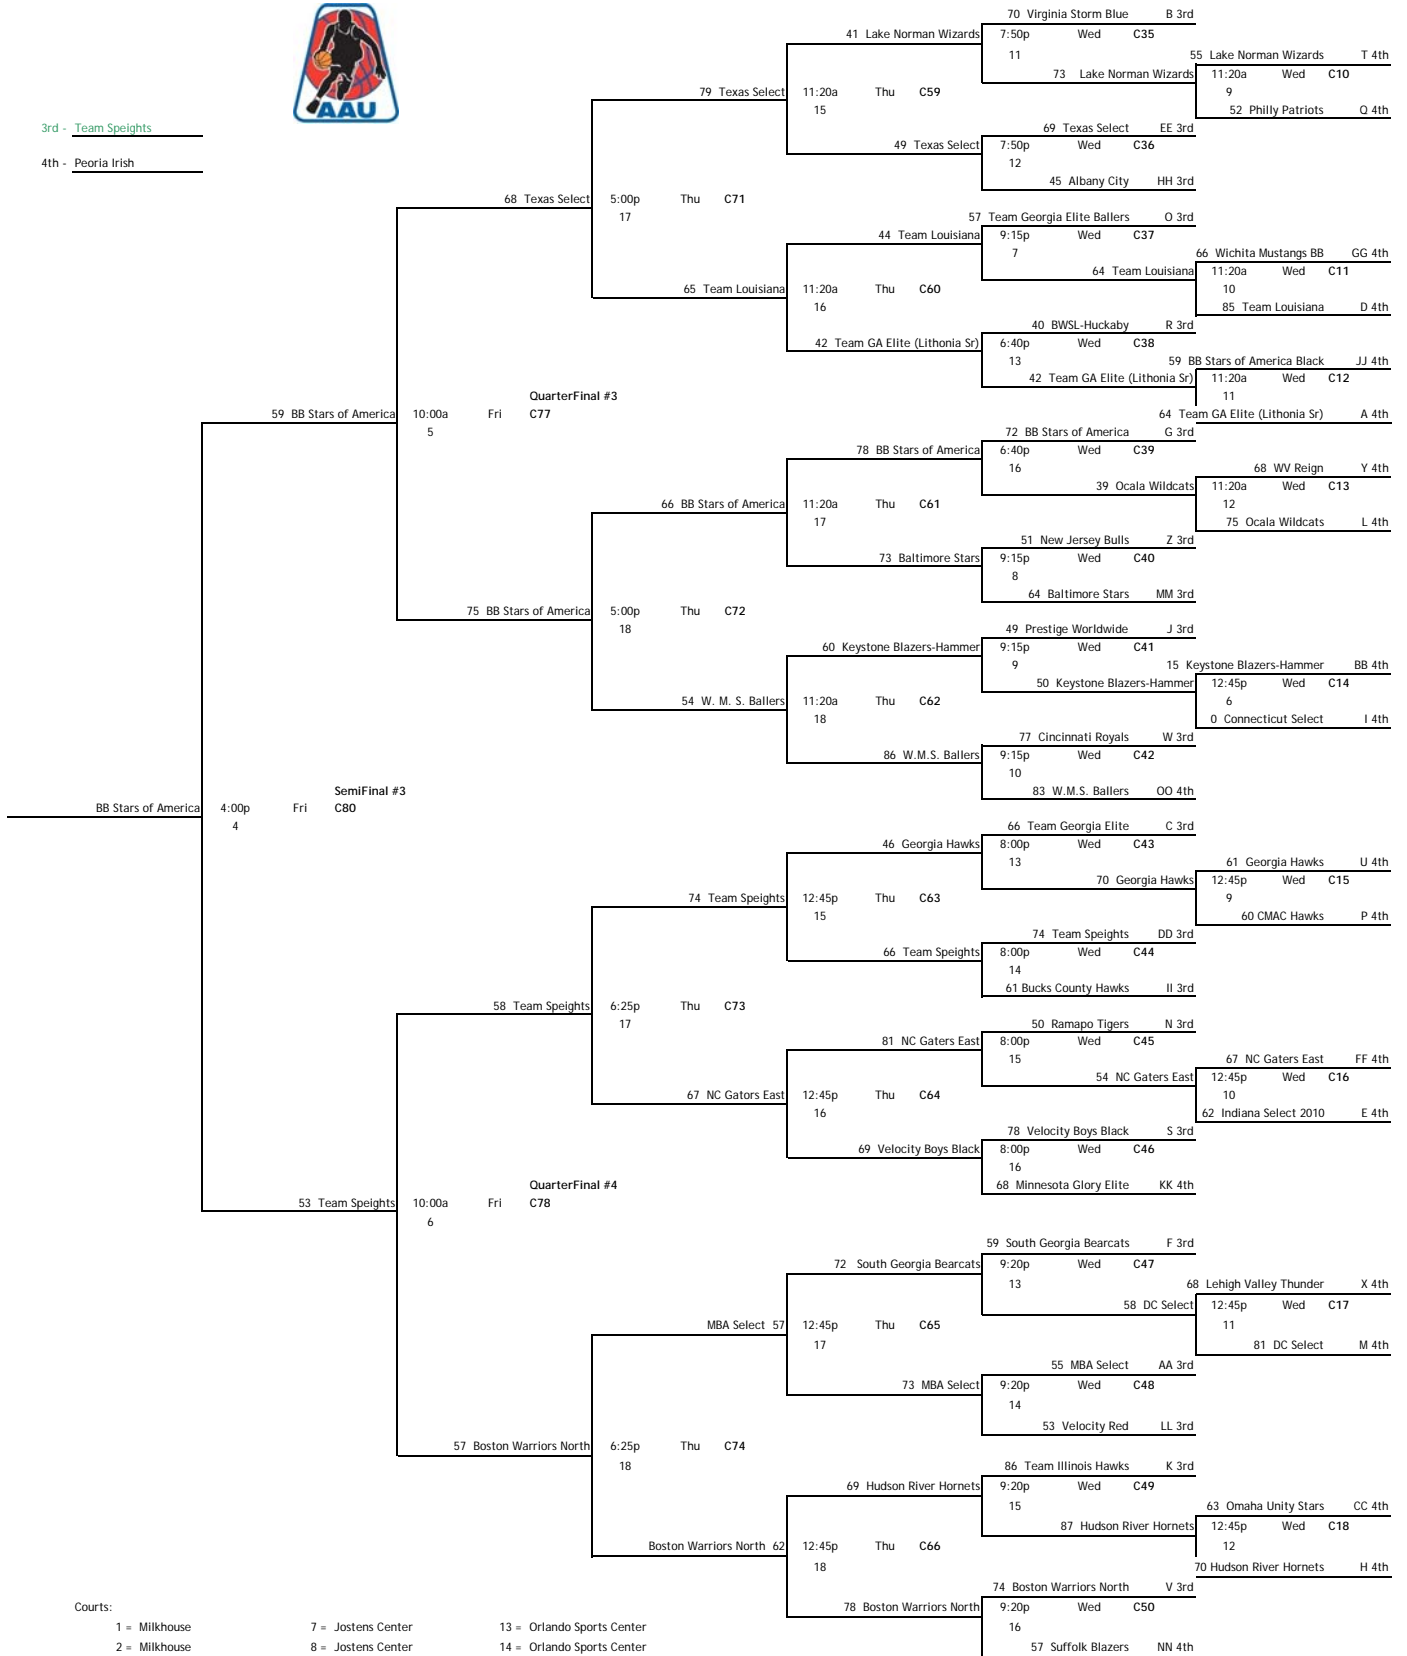 AAU
3rd - Team Speights
4th - Peoria Irish
70 Virginia Storm Blue B 3rd
41 Lake Norman Wizards 7:50p Wed C35
11 55 Lake Norman Wizards T 4th
73 Lake Norman Wizards 11:20a Wed C10
79 Texas Select 11:20a Thu C59 9
15 52 Philly Patriots Q 4th
69 Texas Select EE 3rd
49 Texas Select 7:50p Wed C36
12
45 Albany City HH 3rd
68 Texas Select 5:00p Thu C71
17 57 Team Georgia Elite Ballers O 3rd
44 Team Louisiana 9:15p Wed C37
7 66 Wichita Mustangs BB GG 4th
64 Team Louisiana 11:20a Wed C11
65 Team Louisiana 11:20a Thu C60 10
16 85 Team Louisiana D 4th
40 BWSL-Huckaby R 3rd
42 Team GA Elite (Lithonia Sr) 6:40p Wed C38
13 59 BB Stars of America Black JJ 4th
42 Team GA Elite (Lithonia Sr) 11:20a Wed C12
QuarterFinal #3 11
59 BB Stars of America 10:00a Fri C77 64 Team GA Elite (Lithonia Sr) A 4th
5 72 BB Stars of America G 3rd
78 BB Stars of America 6:40p Wed C39
16 68 WV Reign Y 4th
39 Ocala Wildcats 11:20a Wed C13
66 BB Stars of America 11:20a Thu C61 12
17 75 Ocala Wildcats L 4th
51 New Jersey Bulls Z 3rd
73 Baltimore Stars 9:15p Wed C40
8
64 Baltimore Stars MM 3rd
75 BB Stars of America 5:00p Thu C72
18 49 Prestige Worldwide J 3rd
60 Keystone Blazers-Hammer 9:15p Wed C41
9 15 Keystone Blazers-Hammer BB 4th
50 Keystone Blazers-Hammer 12:45p Wed C14
54 W. M. S. Ballers 11:20a Thu C62 6
18 0 Connecticut Select I 4th
77 Cincinnati Royals W 3rd
86 W.M.S. Ballers 9:15p Wed C42
10
SemiFinal #3 83 W.M.S. Ballers OO 4th
BB Stars of America 4:00p Fri C80
4 66 Team Georgia Elite C 3rd
46 Georgia Hawks 8:00p Wed C43
13 61 Georgia Hawks U 4th
70 Georgia Hawks 12:45p Wed C15
74 Team Speights 12:45p Thu C63 9
15 60 CMAC Hawks P 4th
74 Team Speights DD 3rd
66 Team Speights 8:00p Wed C44
14
61 Bucks County Hawks II 3rd
58 Team Speights 6:25p Thu C73
17 50 Ramapo Tigers N 3rd
81 NC Gaters East 8:00p Wed C45
15 67 NC Gaters East FF 4th
54 NC Gaters East 12:45p Wed C16
67 NC Gators East 12:45p Thu C64 10
16 62 Indiana Select 2010 E 4th
78 Velocity Boys Black S 3rd
69 Velocity Boys Black 8:00p Wed C46
16
QuarterFinal #4 68 Minnesota Glory Elite KK 4th
53 Team Speights 10:00a Fri C78
6
59 South Georgia Bearcats F 3rd
72 South Georgia Bearcats 9:20p Wed C47
13 68 Lehigh Valley Thunder X 4th
58 DC Select 12:45p Wed C17
MBA Select 57 12:45p Thu C65 11
17 81 DC Select M 4th
55 MBA Select AA 3rd
73 MBA Select 9:20p Wed C48
14
53 Velocity Red LL 3rd
57 Boston Warriors North 6:25p Thu C74
18 86 Team Illinois Hawks K 3rd
69 Hudson River Hornets 9:20p Wed C49
15 63 Omaha Unity Stars CC 4th
87 Hudson River Hornets 12:45p Wed C18
Boston Warriors North 62 12:45p Thu C66 12
18 70 Hudson River Hornets H 4th
74 Boston Warriors North V 3rd
78 Boston Warriors North 9:20p Wed C50
16
57 Suffolk Blazers NN 4th
Courts:
1 = Milkhouse 7 = Jostens Center 13 = Orlando Sports Center
2 = Milkhouse 8 = Jostens Center 14 = Orlando Sports Center